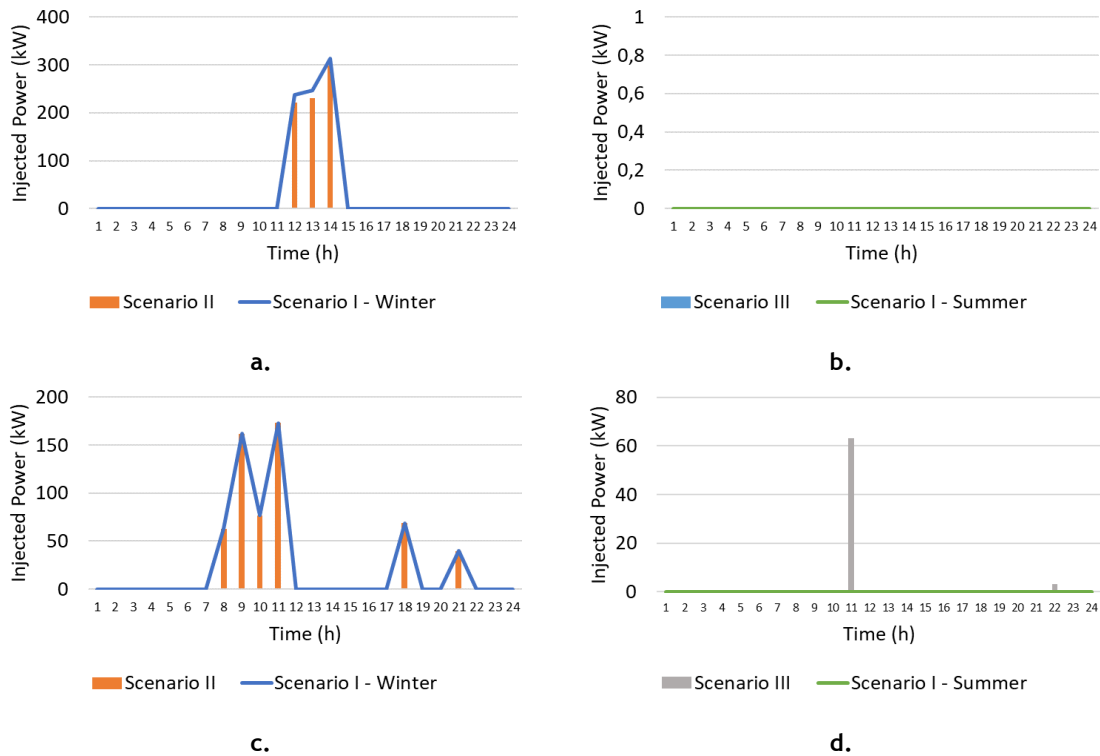 400
300
200
100
0
Injected Power (kW)
1 2 3 4 5 6 7 8 9 10 11 12 13 14 15 16 17 18 19 20 21 22 23 24
Time (h)
Scenario II Scenario I - Winter
a.
1
0,8
0,6
0,4
0,2
0
Injected Power (kW)
1 2 3 4 5 6 7 8 9 10 11 12 13 14 15 16 17 18 19 20 21 22 23 24
Time (h)
Scenario III Scenario I - Summer
b.
200
150
100
50
0
Injected Power (kW)
1 2 3 4 5 6 7 8 9 10 11 12 13 14 15 16 17 18 19 20 21 22 23 24
Time (h)
Scenario II Scenario I - Winter
c.
80
60
40
20
0
Injected Power (kW)
1 2 3 4 5 6 7 8 9 10 11 12 13 14 15 16 17 18 19 20 21 22 23 24
Time (h)
Scenario III Scenario I - Summer
d.